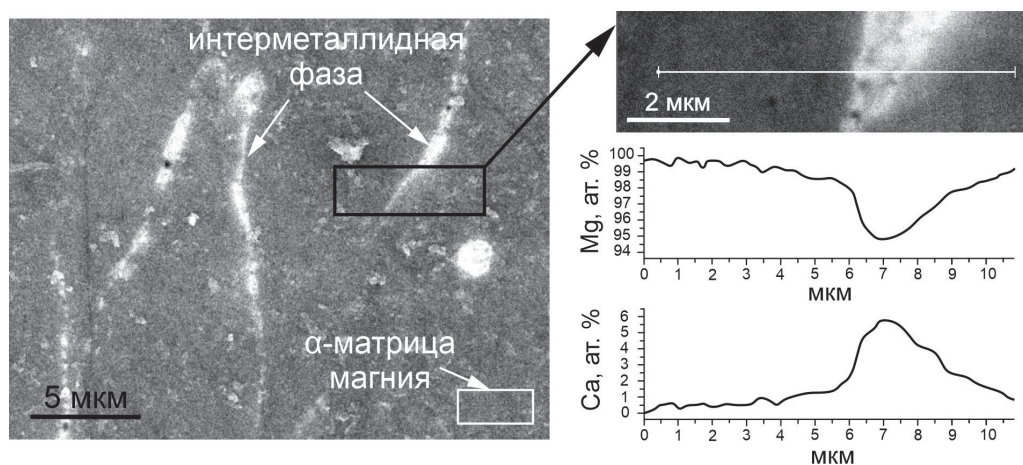 интерметаллидная
фаза
α-матрица
магния
5 мкм
2 мкм
Mg, ат. %
100
99
98
97
96
95
94
0 1 2 3 4 5 6 7 8 9 10
мкм
Ca, ат. %
6
5
4
3
2
1
0
0 1 2 3 4 5 6 7 8 9 10
мкм